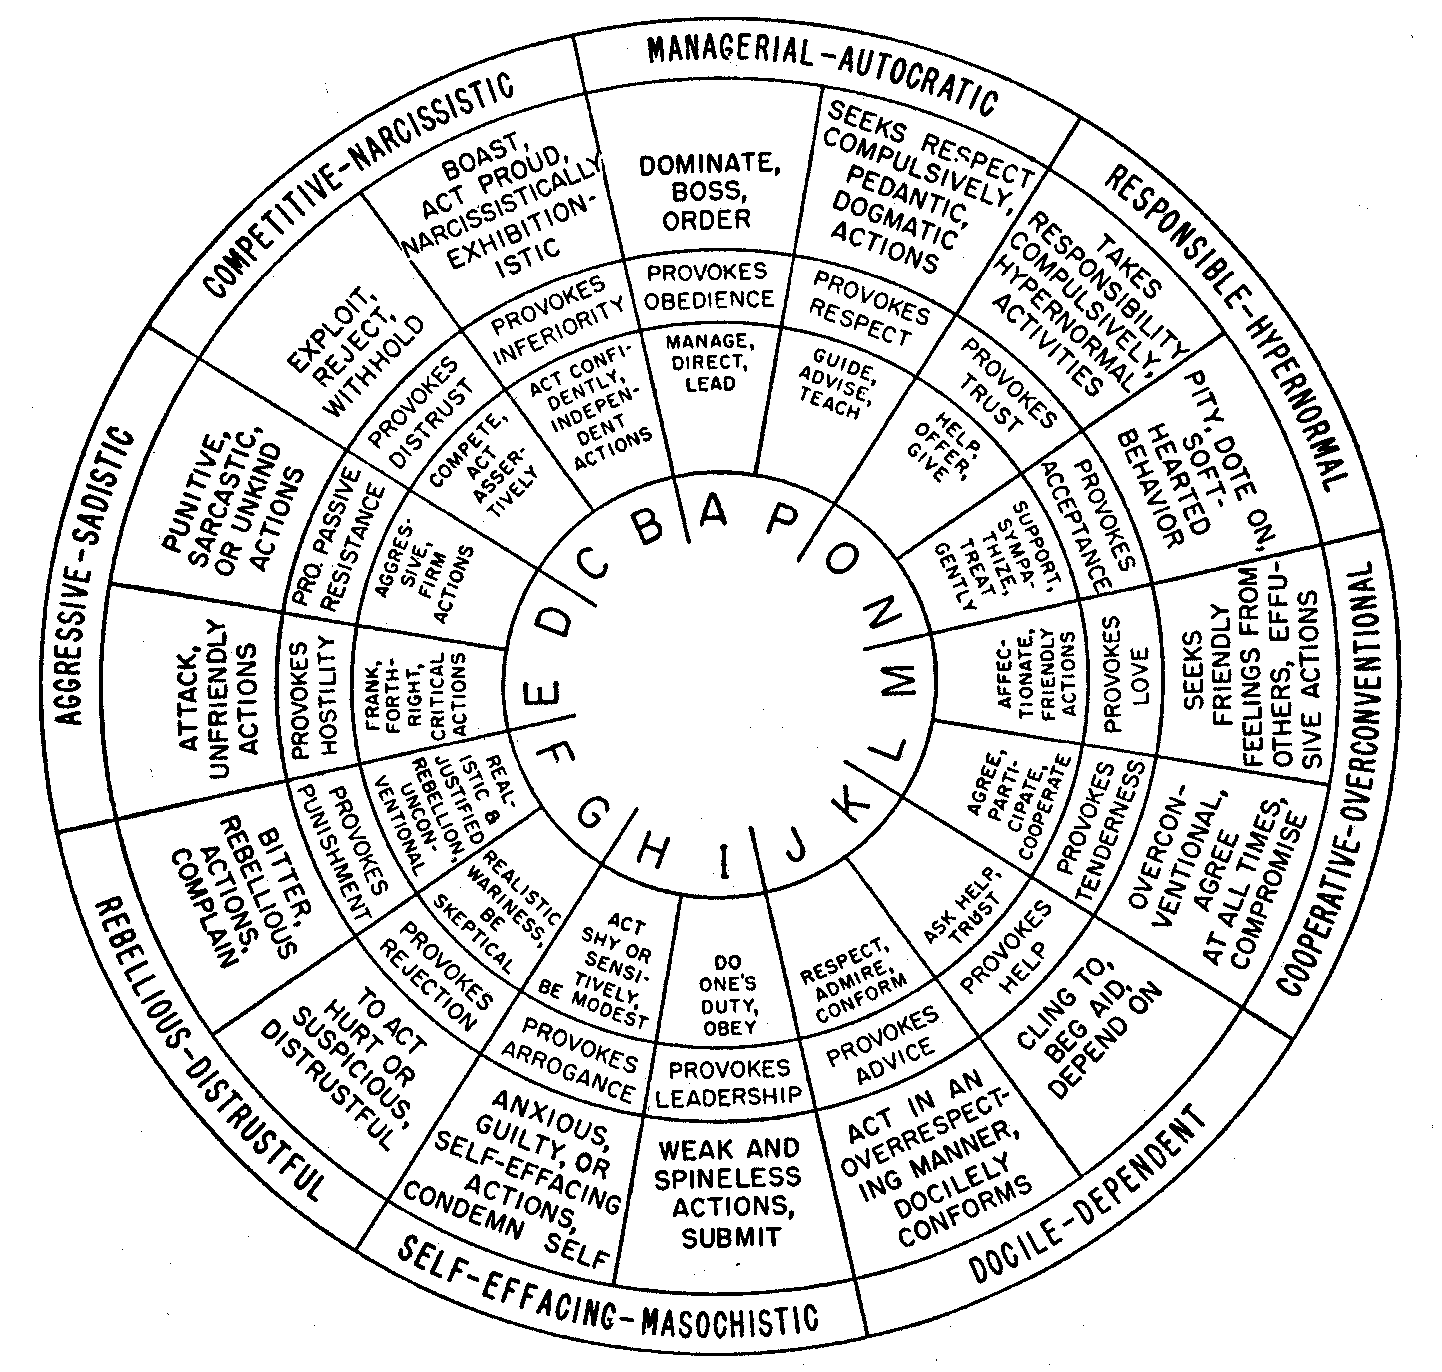 MANAGERIAL-AUTOCRATIC
RESPONSIBLE-HYPERNORMAL
COOPERATIVE-OVERCONVENTIONAL
DOCILE-DEPENDENT
SELF-EFFACING-MASOCHISTIC
REBELLIOUS-DISTRUSTFUL
AGGRESSIVE-SADISTIC
COMPETITIVE-NARCISSISTIC
DOMINATE,
BOSS,
ORDER
PROVOKES
OBEDIENCE
MANAGE,
DIRECT,
LEAD
A
SEEKS RESPECT
COMPULSIVELY,
PEDANTIC,
DOGMATIC
ACTIONS
PROVOKES
RESPECT
GUIDE,
ADVISE,
TEACH
P
TAKES
RESPONSIBILITY
COMPULSIVELY,
HYPERNORMAL
ACTIVITIES
PROVOKES
TRUST
HELP,
OFFER,
GIVE
O
PITY, DOTE ON,
SOFT-
HEARTED
BEHAVIOR
PROVOKES
ACCEPTANCE
SUPPORT,
SYMPA-
THIZE,
TREAT
GENTLY
N
SEEKS
FRIENDLY
FEELINGS FROM
OTHERS, EFFU-
SIVE ACTIONS
PROVOKES
LOVE
AFFEC-
TIONATE,
FRIENDLY
ACTIONS
M
OVERCON-
VENTIONAL,
AGREE
AT ALL TIMES,
COMPROMISE
PROVOKES
TENDERNESS
AGREE,
PARTI-
CIPATE,
COOPERATE
L
CLING TO,
BEG AID,
DEPEND ON
PROVOKES
HELP
ASK HELP,
TRUST
K
ACT IN AN
OVERRESPECT-
ING MANNER,
DOCILELY
CONFORMS
PROVOKES
ADVICE
RESPECT,
ADMIRE,
CONFORM
J
WEAK AND
SPINELESS
ACTIONS,
SUBMIT
PROVOKES
LEADERSHIP
DO
ONE'S
DUTY,
OBEY
I
ANXIOUS,
GUILTY, OR
SELF-EFFACING
ACTIONS,
CONDEMN SELF
PROVOKES
ARROGANCE
ACT
SHY OR
SENSI-
TIVELY,
BE MODEST
H
TO ACT
HURT OR
SUSPICIOUS,
DISTRUSTFUL
PROVOKES
REJECTION
REALISTIC
WARINESS,
BE
SKEPTICAL
G
BITTER,
REBELLIOUS
ACTIONS,
COMPLAIN
PROVOKES
PUNISHMENT
REAL-
ISTIC &
JUSTIFIED
REBELLION,
UNCON-
VENTIONAL
F
ATTACK,
UNFRIENDLY
ACTIONS
PROVOKES
HOSTILITY
FRANK,
FORTH-
RIGHT,
CRITICAL
ACTIONS
E
PUNITIVE,
SARCASTIC,
OR UNKIND
ACTIONS
PRO. PASSIVE
RESISTANCE
AGGRES-
SIVE,
FIRM
ACTIONS
D
EXPLOIT,
REJECT,
WITHHOLD
PROVOKES
DISTRUST
COMPETE,
ACT
ASSER-
TIVELY
C
BOAST,
ACT PROUD,
NARCISSISTICALLY
EXHIBITION-
ISTIC
PROVOKES
INFERIORITY
ACT CONFI-
DENTLY,
INDEPEN-
DENT
ACTIONS
B